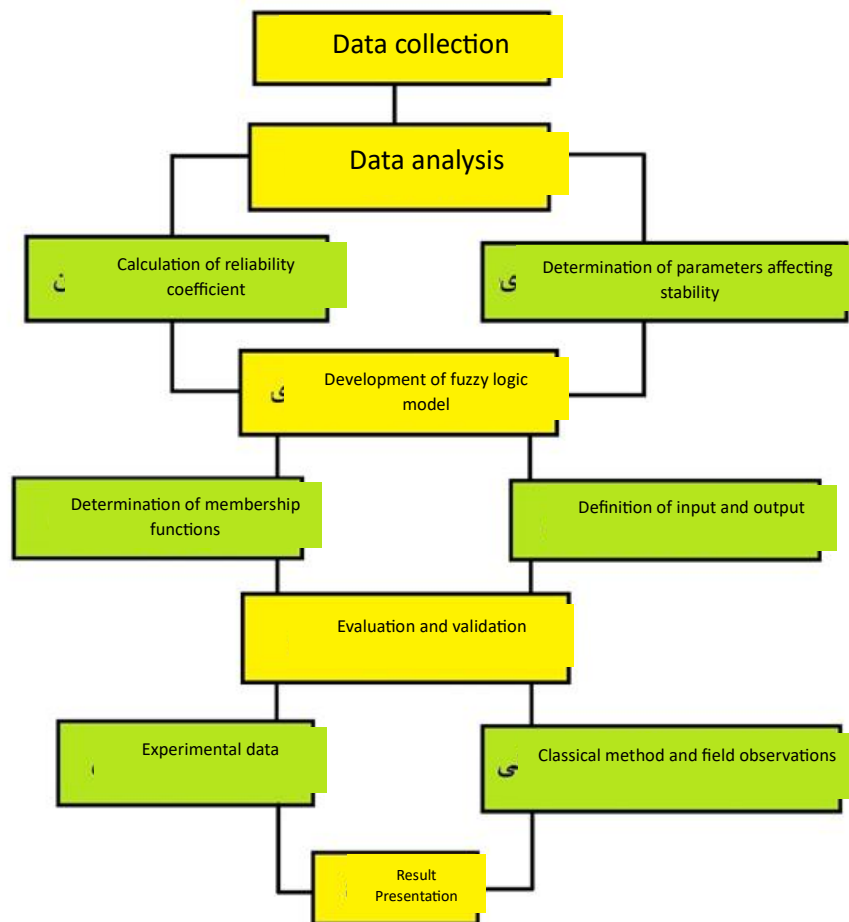 Data collection
Data analysis
Calculation of reliability
coefficient
ن
Determination of parameters affecting
stability
ی
Development of fuzzy logic
model
ی
Determination of membership
functions
Definition of input and output
Evaluation and validation
Experimental data
Classical method and field observations
ی
Result
Presentation